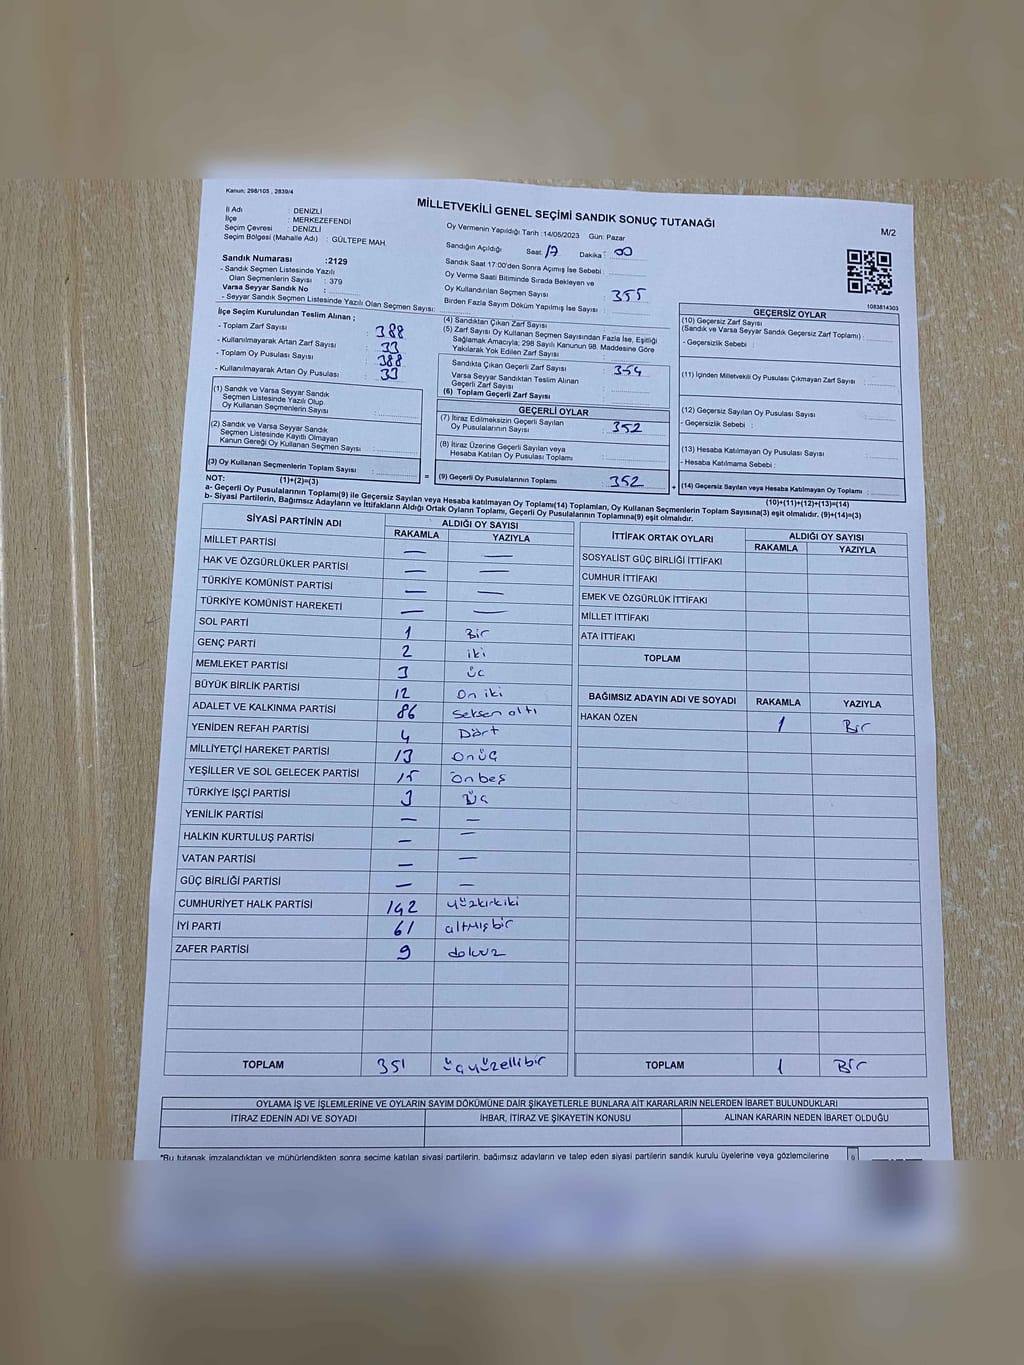 Kanun; 298/105 , 2839/4
MİLLETVEKİLİ GENEL SEÇİMİ SANDIK SONUÇ TUTANAĞI
M/2
İl Adı : DENİZLİ
İlçe : MERKEZEFENDİ
Seçim Çevresi : DENİZLİ
Seçim Bölgesi (Mahalle Adı) : GÜLTEPE MAH.
Sandık Numarası :2129
- Sandık Seçmen Listesinde Yazılı
Olan Seçmenlerin Sayısı : 379
Varsa Seyyar Sandık No :
- Seyyar Sandık Seçmen Listesinde Yazılı Olan Seçmen Sayısı:
Oy Vermenin Yapıldığı Tarih :14/05/2023 Gün: Pazar
Sandığın Açıldığı Saat: 17 Dakika: 00
Sandık Saat 17:00'den Sonra Açımış İse Sebebi :
Oy Verme Saati Bitiminde Sırada Bekleyen ve
Oy Kullandırılan Seçmen Sayısı : 355
Birden Fazla Sayım Döküm Yapılmış İse Sayısı :
1083814303
İlçe Seçim Kurulundan Teslim Alınan ;
- Toplam Zarf Sayısı : 388
- Kullanılmayarak Artan Zarf Sayısı : 33
- Toplam Oy Pusulası Sayısı : 388
- Kullanılmayarak Artan Oy Pusulası : 33
(1) Sandık ve Varsa Seyyar Sandık
Seçmen Listesinde Yazılı Olup
Oy Kullanan Seçmenlerin Sayısı :
(2) Sandık ve Varsa Seyyar Sandık
Seçmen Listesinde Kayıtlı Olmayan
Kanun Gereği Oy Kullanan Seçmen Sayısı :
(3) Oy Kullanan Seçmenlerin Toplam Sayısı :
(1)+(2)=(3)
(4) Sandıktan Çıkan Zarf Sayısı :
(5) Zarf Sayısı Oy Kullanan Seçmen Sayısından Fazla İse, Eşitliği
Sağlamak Amacıyla; 298 Sayılı Kanunun 98. Maddesine Göre
Yakılarak Yok Edilen Zarf Sayısı :
Sandıkta Çıkan Geçerli Zarf Sayısı : 354
Varsa Seyyar Sandıktan Teslim Alınan
Geçerli Zarf Sayısı :
(6) Toplam Geçerli Zarf Sayısı :
GEÇERLİ OYLAR
(7) İtiraz Edilmeksizin Geçerli Sayılan
Oy Pusulalarının Sayısı : 352
(8) İtiraz Üzerine Geçerli Sayılan veya
Hesaba Katılan Oy Pusulası Toplamı :
= (9) Geçerli Oy Pusulalarının Toplamı : 352 +
GEÇERSİZ OYLAR
(10) Geçersiz Zarf Sayısı
(Sandık ve Varsa Seyyar Sandık Geçersiz Zarf Toplamı) :
- Geçersizlik Sebebi :
(11) İçinden Milletvekili Oy Pusulası Çıkmayan Zarf Sayısı :
(12) Geçersiz Sayılan Oy Pusulası Sayısı :
- Geçersizlik Sebebi :
(13) Hesaba Katılmayan Oy Pusulası Sayısı :
- Hesaba Katılmama Sebebi :
(14) Geçersiz Sayılan veya Hesaba Katılmayan Oy Toplamı :
(10)+(11)+(12)+(13)=(14)
NOT:
a- Geçerli Oy Pusulalarının Toplamı(9) ile Geçersiz Sayılan veya Hesaba katılmayan Oy Toplamı(14) Toplamları, Oy Kullanan Seçmenlerin Toplam Sayısına(3) eşit olmalıdır. (9)+(14)=(3)
b- Siyasi Partilerin, Bağımsız Adayların ve İttifakların Aldığı Ortak Oyların Toplamı, Geçerli Oy Pusulalarının Toplamına(9) eşit olmalıdır.
SİYASİ PARTİNİN ADI ALDIĞI OY SAYISI
RAKAMLA YAZIYLA
MİLLET PARTİSİ — —
HAK VE ÖZGÜRLÜKLER PARTİSİ — —
TÜRKİYE KOMÜNİST PARTİSİ — —
TÜRKİYE KOMÜNİST HAREKETİ — —
SOL PARTİ 1 Bir
GENÇ PARTİ 2 iki
MEMLEKET PARTİSİ 3 üc
BÜYÜK BİRLİK PARTİSİ 12 On iki
ADALET VE KALKINMA PARTİSİ 86 Seksen altı
YENİDEN REFAH PARTİSİ 4 Dört
MİLLİYETÇİ HAREKET PARTİSİ 13 Onüç
YEŞİLLER VE SOL GELECEK PARTİSİ 15 Onbeş
TÜRKİYE İŞÇİ PARTİSİ 3 Üç
YENİLİK PARTİSİ — —
HALKIN KURTULUŞ PARTİSİ — —
VATAN PARTİSİ — —
GÜÇ BİRLİĞİ PARTİSİ — —
CUMHURİYET HALK PARTİSİ 142 yüzkırkiki
İYİ PARTİ 61 altmışbir
ZAFER PARTİSİ 9 dokuz
TOPLAM 351 üçyüzellibir
İTTİFAK ORTAK OYLARI ALDIĞI OY SAYISI
RAKAMLA YAZIYLA
SOSYALİST GÜÇ BİRLİĞİ İTTİFAKI
CUMHUR İTTİFAKI
EMEK VE ÖZGÜRLÜK İTTİFAKI
MİLLET İTTİFAKI
ATA İTTİFAKI
TOPLAM
BAĞIMSIZ ADAYIN ADI VE SOYADI RAKAMLA YAZIYLA
HAKAN ÖZEN 1 Bir
TOPLAM 1 Bir
OYLAMA İŞ VE İŞLEMLERİNE VE OYLARIN SAYIM DÖKÜMÜNE DAİR ŞİKAYETLERLE BUNLARA AİT KARARLARIN NELERDEN İBARET BULUNDUKLARI
İTİRAZ EDENİN ADI VE SOYADI İHBAR, İTİRAZ VE ŞİKAYETİN KONUSU ALINAN KARARIN NEDEN İBARET OLDUĞU
*Bu tutanak imzalandıktan ve mühürlendikten sonra seçime katılan siyasi partilerin, bağımsız adayların ve talep eden siyasi partilerin sandık kurulu üyelerine veya gözlemcilerine